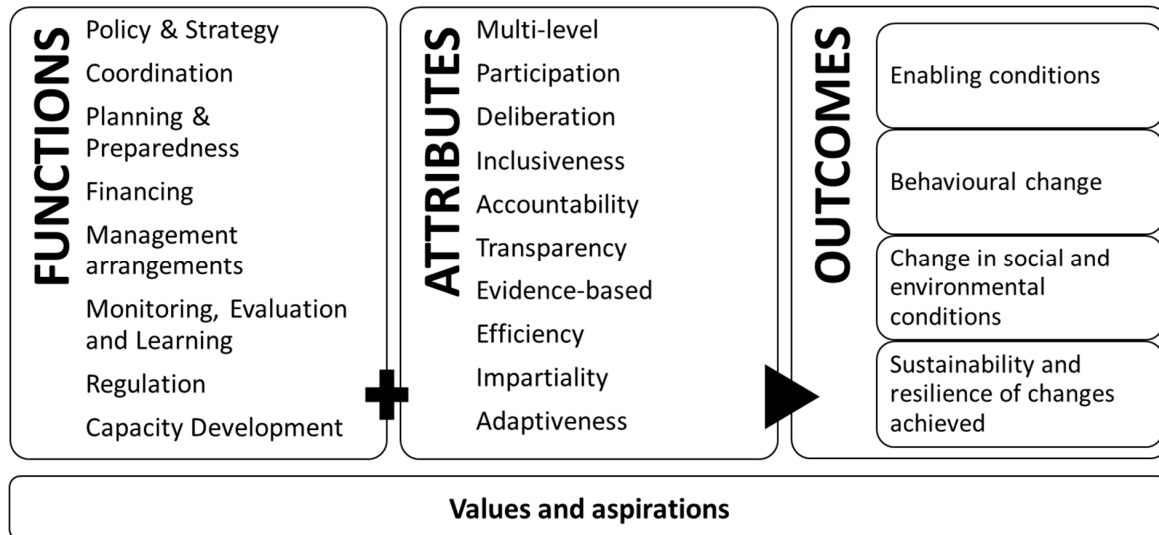 FUNCTIONS
Policy & Strategy
Coordination
Planning &
Preparedness
Financing
Management
arrangements
Monitoring, Evaluation
and Learning
Regulation
Capacity Development
ATTRIBUTES
Multi-level
Participation
Deliberation
Inclusiveness
Accountability
Transparency
Evidence-based
Efficiency
Impartiality
Adaptiveness
OUTCOMES
Enabling conditions
Behavioural change
Change in social and
environmental
conditions
Sustainability and
resilience of changes
achieved
Values and aspirations